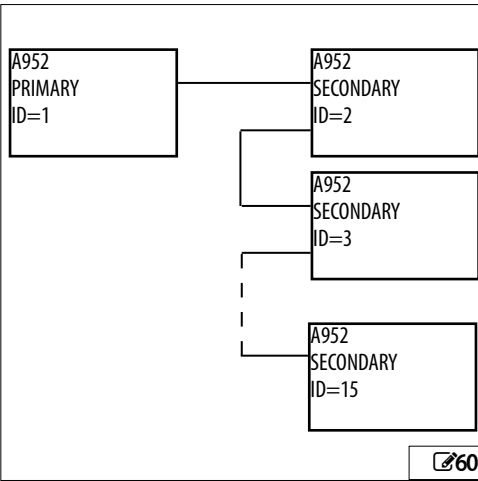 A952
PRIMARY
ID=1
A952
SECONDARY
ID=2
A952
SECONDARY
ID=3
A952
SECONDARY
ID=15
60